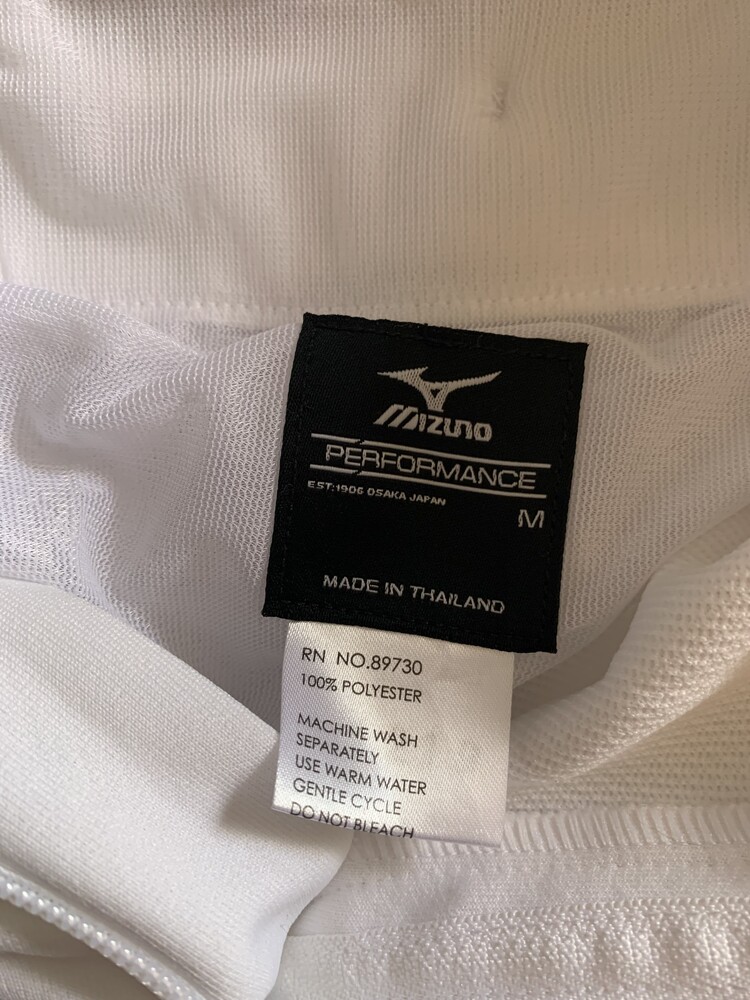 MIZUNO
PERFORMANCE
EST.1906 OSAKA JAPAN
M
MADE IN THAILAND
RN NO.89730
100% POLYESTER
MACHINE WASH
SEPARATELY
USE WARM WATER
GENTLE CYCLE
DO NOT BLEACH